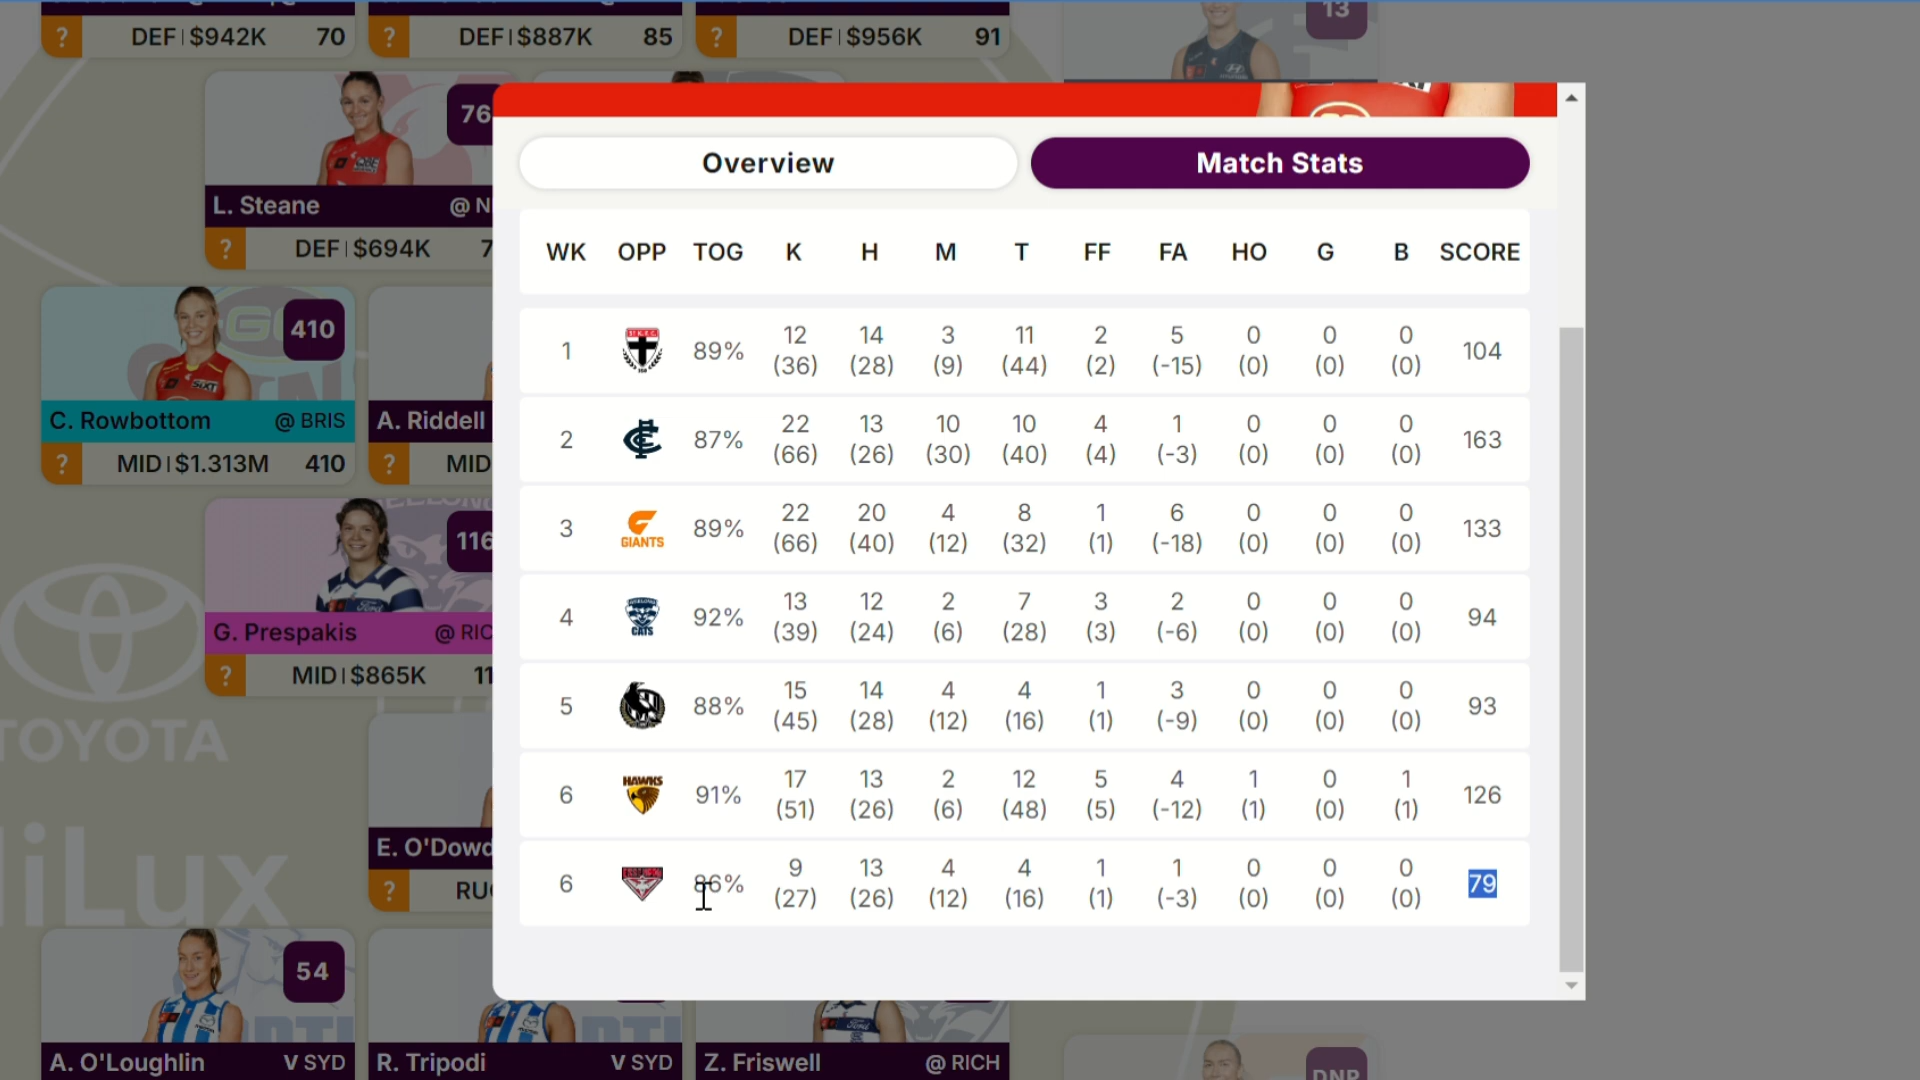 13
? DEF | $942K 70
? DEF | $887K 85
? DEF | $956K 91
76
L. Steane @ N
? DEF | $694K 7
410
C. Rowbottom @ BRIS
? MID | $1.313M 410
A. Riddell
? MID
116
G. Prespakis @ RIC
? MID | $865K 11
TOYOTA
HiLux
E. O'Dowd
? RUC
54
A. O'Loughlin V SYD
R. Tripodi V SYD
Z. Friswell @ RICH
DNP
Overview
Match Stats
WK OPP TOG K H M T FF FA HO G B SCORE
1 89% 12 14 3 11 2 5 0 0 0 104
(36) (28) (9) (44) (2) (-15) (0) (0) (0)
2 87% 22 13 10 10 4 1 0 0 0 163
(66) (26) (30) (40) (4) (-3) (0) (0) (0)
3 GIANTS 89% 22 20 4 8 1 6 0 0 0 133
(66) (40) (12) (32) (1) (-18) (0) (0) (0)
4 CATS 92% 13 12 2 7 3 2 0 0 0 94
(39) (24) (6) (28) (3) (-6) (0) (0) (0)
5 88% 15 14 4 4 1 3 0 0 0 93
(45) (28) (12) (16) (1) (-9) (0) (0) (0)
6 HAWKS 91% 17 13 2 12 5 4 1 0 1 126
(51) (26) (6) (48) (5) (-12) (1) (0) (1)
6 86% 9 13 4 4 1 1 0 0 0 79
(27) (26) (12) (16) (1) (-3) (0) (0) (0)